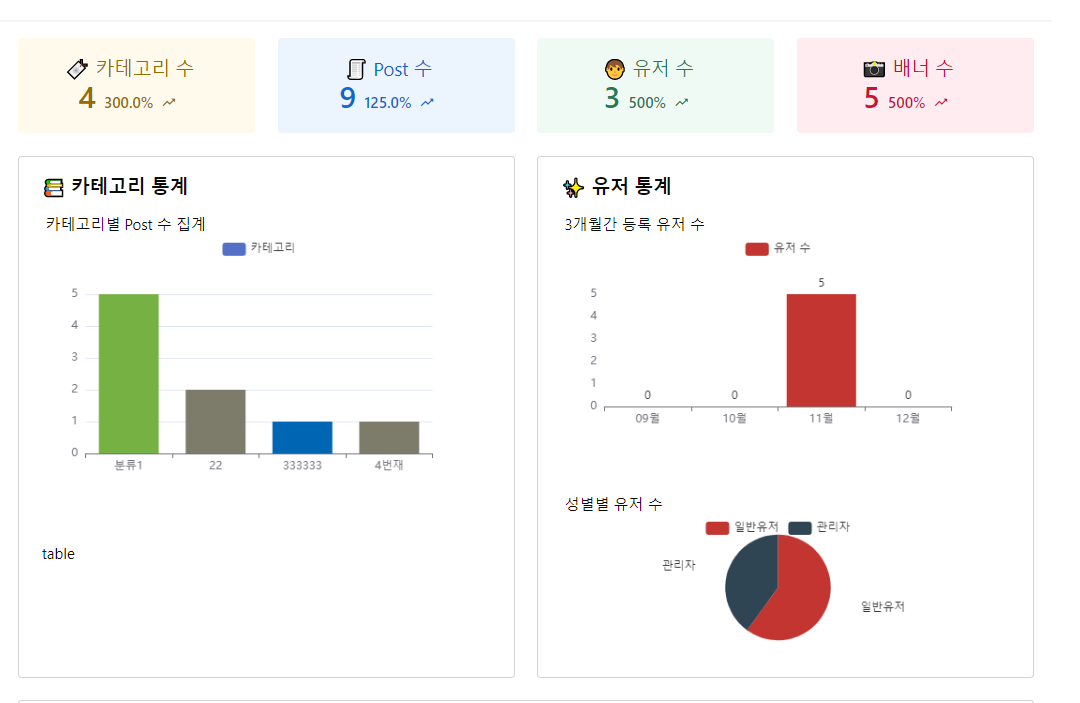 카테고리 수
4 300.0%
Post 수
9 125.0%
유저 수
3 500%
배너 수
5 500%
카테고리 통계
카테고리별 Post 수 집계
카테고리
5
4
3
2
1
0
분류1 22 333333 4번재
table
유저 통계
3개월간 등록 유저 수
유저 수
5
5
4
3
2
1
0
0 0 0
09월 10월 11월 12월
성별별 유저 수
일반유저 관리자
관리자
일반유저